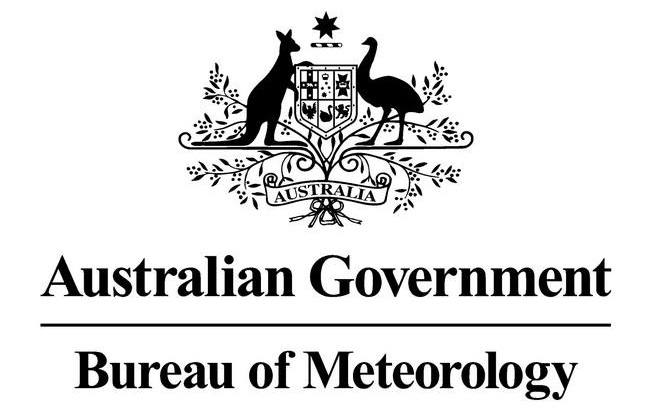 AUSTRALIA
Australian Government
Bureau of Meteorology